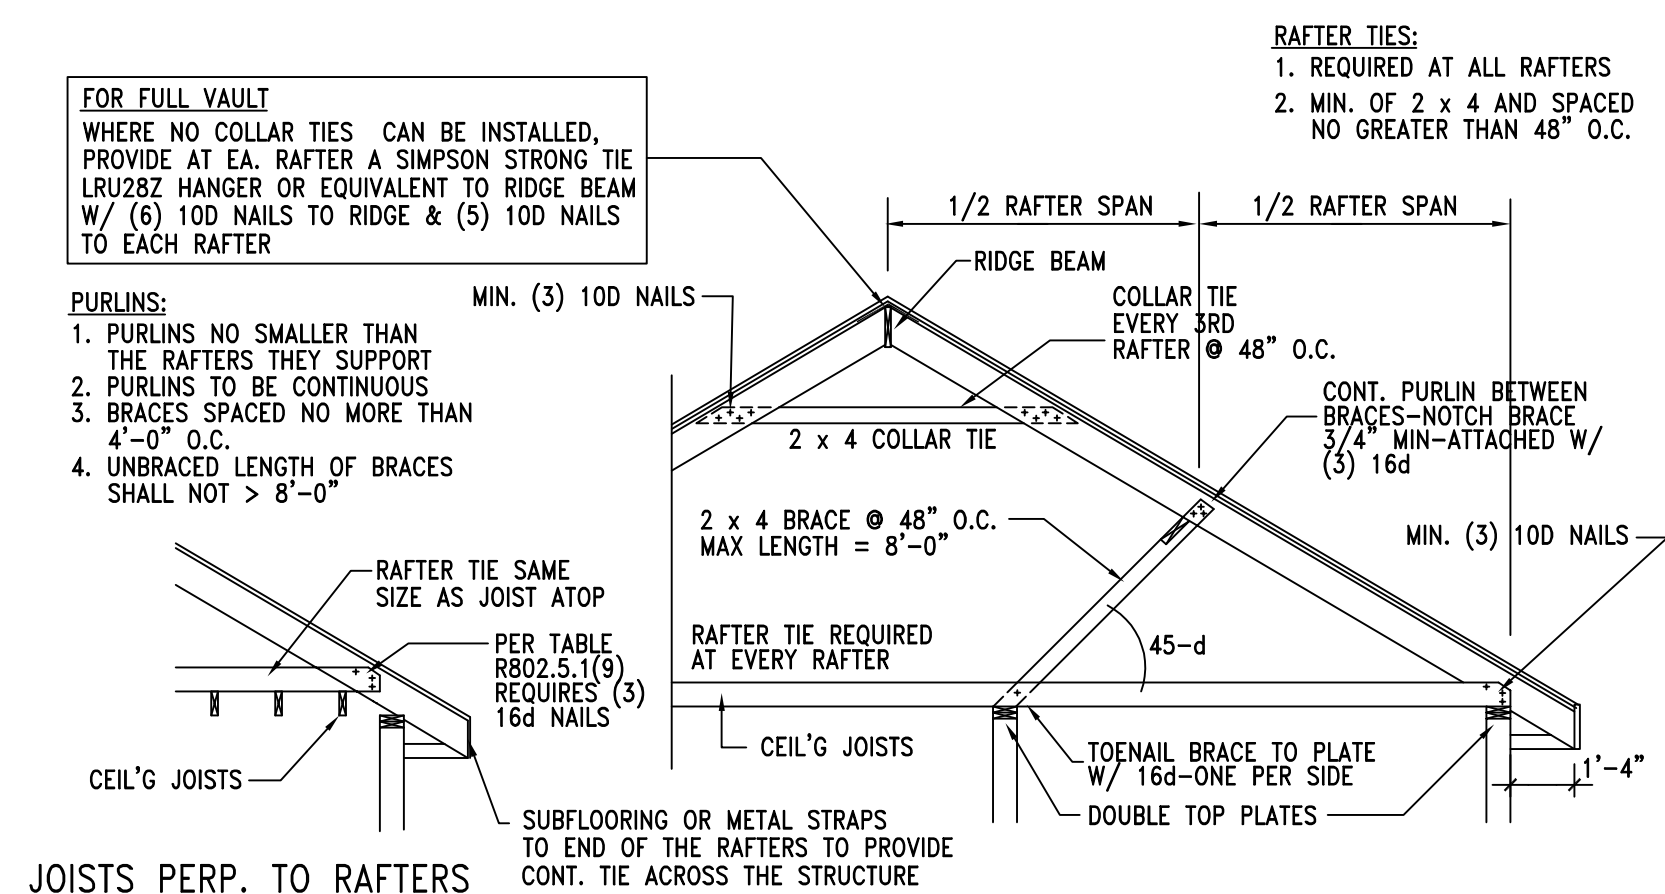 RAFTER TIES:
1. REQUIRED AT ALL RAFTERS
2. MIN. OF 2 x 4 AND SPACED
NO GREATER THAN 48" O.C.
FOR FULL VAULT
WHERE NO COLLAR TIES CAN BE INSTALLED,
PROVIDE AT EA. RAFTER A SIMPSON STRONG TIE
LRU28Z HANGER OR EQUIVALENT TO RIDGE BEAM
W/ (6) 10D NAILS TO RIDGE & (5) 10D NAILS
TO EACH RAFTER
1/2 RAFTER SPAN
1/2 RAFTER SPAN
RIDGE BEAM
PURLINS:
1. PURLINS NO SMALLER THAN
THE RAFTERS THEY SUPPORT
2. PURLINS TO BE CONTINUOUS
3. BRACES SPACED NO MORE THAN
4'-0" O.C.
4. UNBRACED LENGTH OF BRACES
SHALL NOT > 8'-0"
MIN. (3) 10D NAILS
COLLAR TIE
EVERY 3RD
RAFTER @ 48" O.C.
CONT. PURLIN BETWEEN
BRACES-NOTCH BRACE
3/4" MIN-ATTACHED W/
(3) 16d
2 x 4 COLLAR TIE
2 x 4 BRACE @ 48" O.C.
MAX LENGTH = 8'-0"
MIN. (3) 10D NAILS
RAFTER TIE SAME
SIZE AS JOIST ATOP
PER TABLE
R802.5.1(9)
REQUIRES (3)
16d NAILS
RAFTER TIE REQUIRED
AT EVERY RAFTER
45-d
CEIL'G JOISTS
CEIL'G JOISTS
TOENAIL BRACE TO PLATE
W/ 16d-ONE PER SIDE
1'-4"
DOUBLE TOP PLATES
SUBFLOORING OR METAL STRAPS
TO END OF THE RAFTERS TO PROVIDE
CONT. TIE ACROSS THE STRUCTURE
JOISTS PERP. TO RAFTERS